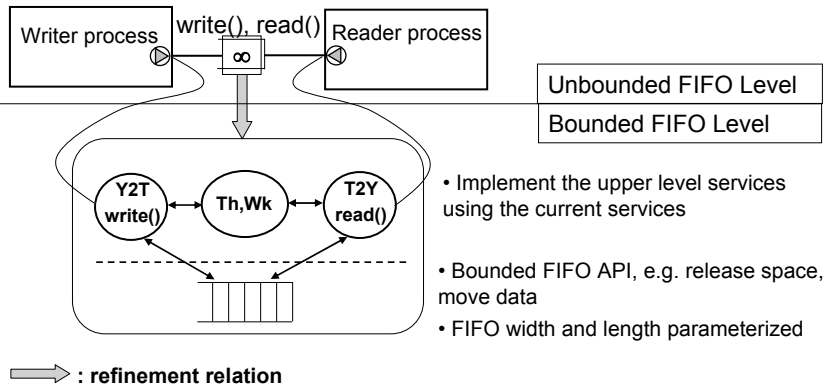 write(), read()
Writer process
Reader process
∞
Unbounded FIFO Level
Bounded FIFO Level
Y2T
write()
Th,Wk
T2Y
read()
• Implement the upper level services
using the current services
• Bounded FIFO API, e.g. release space,
move data
• FIFO width and length parameterized
: refinement relation